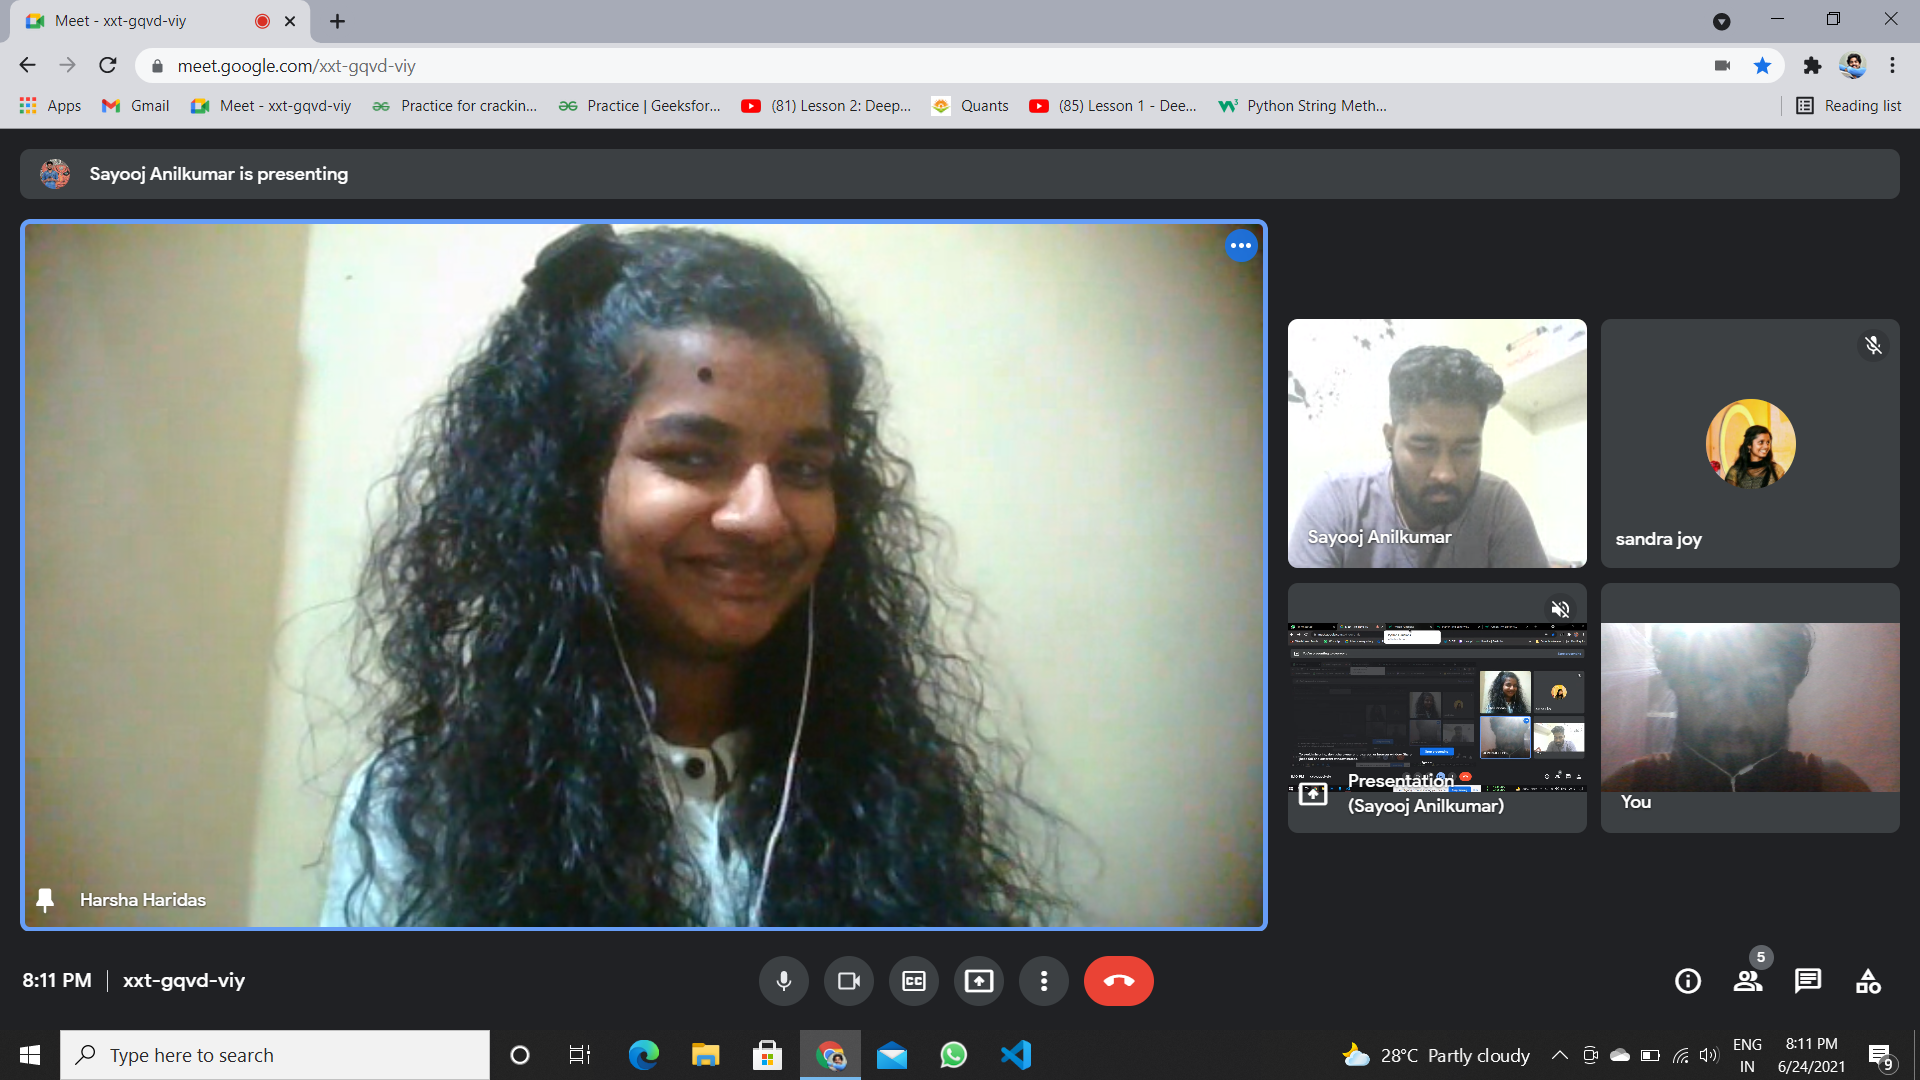 Meet - xxt-gqvd-viy
meet.google.com/xxt-gqvd-viy
Apps
Gmail
Meet - xxt-gqvd-viy
Practice for crackin...
Practice | Geeksfor...
(81) Lesson 2: Deep...
Quants
(85) Lesson 1 - Dee...
Python String Meth...
Reading list
Sayooj Anilkumar is presenting
Harsha Haridas
Sayooj Anilkumar
sandra joy
Presentation
(Sayooj Anilkumar)
You
8:11 PM | xxt-gqvd-viy
CC
5
Type here to search
28°C Partly cloudy
ENG
IN
8:11 PM
6/24/2021
9